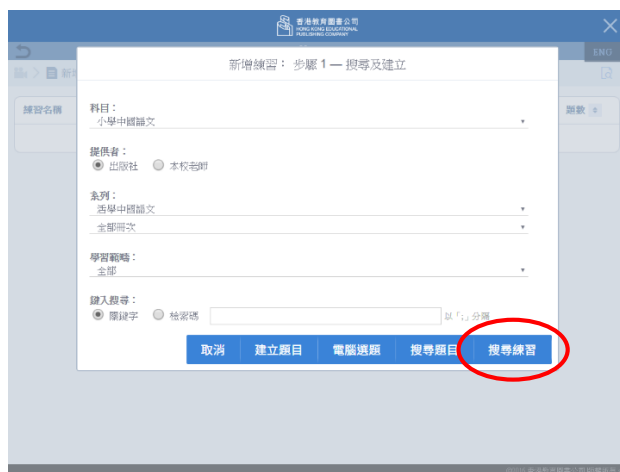 香港教育圖書公司
HONG KONG EDUCATIONAL
PUBLISHING COMPANY
ENG
新增練習： 步驟 1 — 搜尋及建立
練習名稱
題數
科目：
小學中國語文
提供者：
出版社 本校老師
系列：
活學中國語文
全部冊次
學習範疇：
全部
鍵入搜尋：
關鍵字 檢索碼 以「;」分隔
取消 建立題目 電腦選題 搜尋題目 搜尋練習